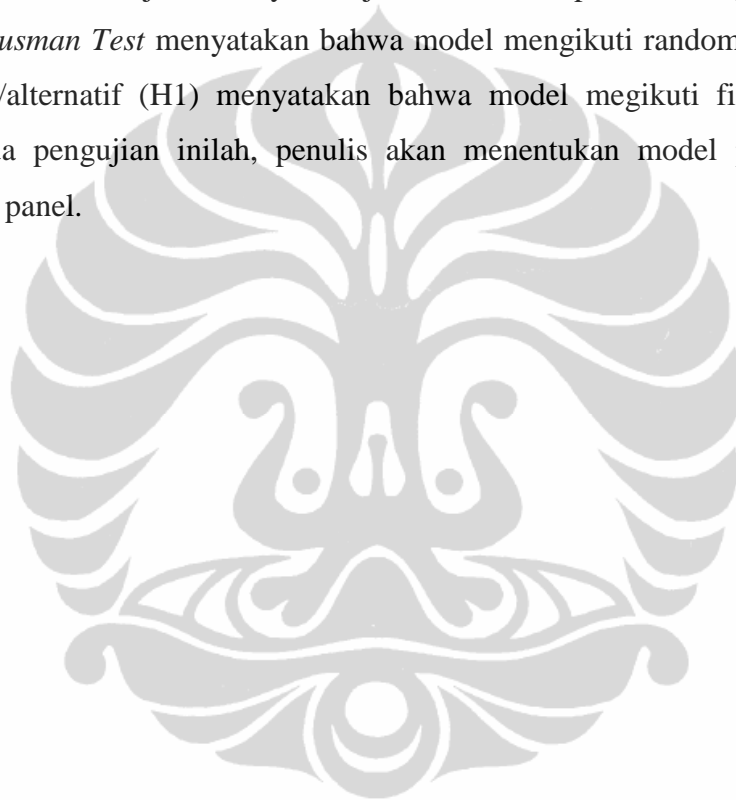 usman Test menyatakan bahwa model mengikuti random
/alternatif (H1) menyatakan bahwa model megikuti fi
a pengujian inilah, penulis akan menentukan model
panel.